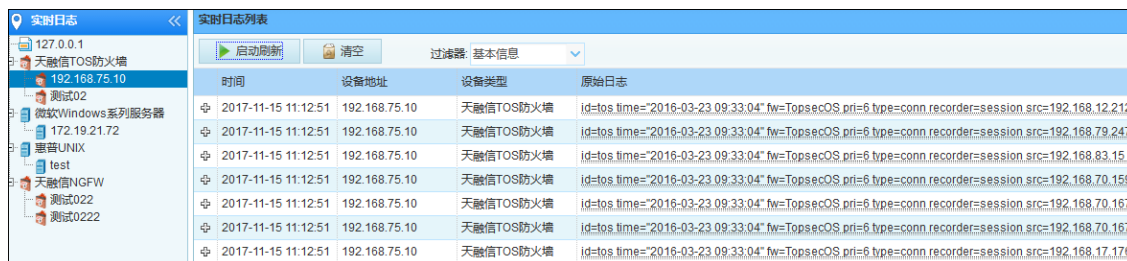 实时日志
127.0.0.1
天融信TOS防火墙
192.168.75.10
测试02
微软Windows系列服务器
172.19.21.72
惠普UNIX
test
天融信NGFW
测试022
测试0222
实时日志列表
启动刷新 清空 过滤器: 基本信息
时间 设备地址 设备类型 原始日志
2017-11-15 11:12:51 192.168.75.10 天融信TOS防火墙 id=tos time="2016-03-23 09:33:04" fw=TopsecOS pri=6 type=conn recorder=session src=192.168.12.212
2017-11-15 11:12:51 192.168.75.10 天融信TOS防火墙 id=tos time="2016-03-23 09:33:04" fw=TopsecOS pri=6 type=conn recorder=session src=192.168.79.247
2017-11-15 11:12:51 192.168.75.10 天融信TOS防火墙 id=tos time="2016-03-23 09:33:04" fw=TopsecOS pri=6 type=conn recorder=session src=192.168.83.15
2017-11-15 11:12:51 192.168.75.10 天融信TOS防火墙 id=tos time="2016-03-23 09:33:04" fw=TopsecOS pri=6 type=conn recorder=session src=192.168.70.159
2017-11-15 11:12:51 192.168.75.10 天融信TOS防火墙 id=tos time="2016-03-23 09:33:04" fw=TopsecOS pri=6 type=conn recorder=session src=192.168.70.167
2017-11-15 11:12:51 192.168.75.10 天融信TOS防火墙 id=tos time="2016-03-23 09:33:04" fw=TopsecOS pri=6 type=conn recorder=session src=192.168.70.167
2017-11-15 11:12:51 192.168.75.10 天融信TOS防火墙 id=tos time="2016-03-23 09:33:04" fw=TopsecOS pri=6 type=conn recorder=session src=192.168.17.176